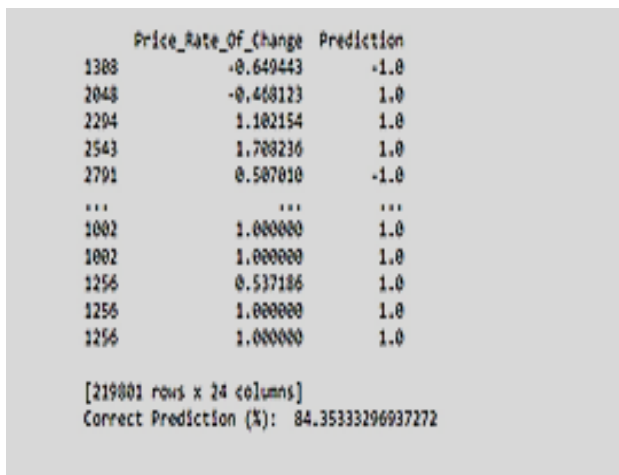 Price_Rate_Of_Change Prediction
1308 -0.649443 -1.0
2048 -0.468123 1.0
2294 1.102154 1.0
2543 1.708236 1.0
2791 0.507010 -1.0
... ... ...
1002 1.000000 1.0
1002 1.000000 1.0
1256 0.537186 1.0
1256 1.000000 1.0
1256 1.000000 1.0
[219801 rows x 24 columns]
Correct Prediction (%): 84.35333296937272